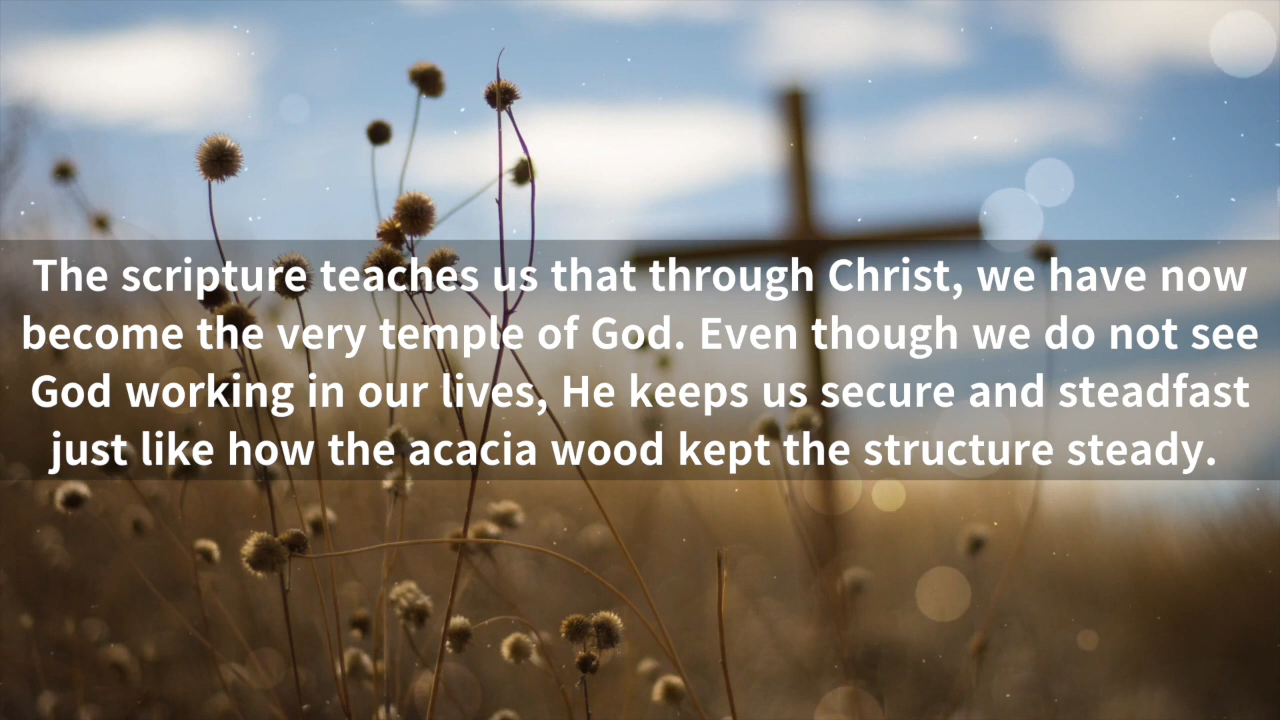 The scripture teaches us that through Christ, we have now
become the very temple of God. Even though we do not see
God working in our lives, He keeps us secure and steadfast
just like how the acacia wood kept the structure steady.